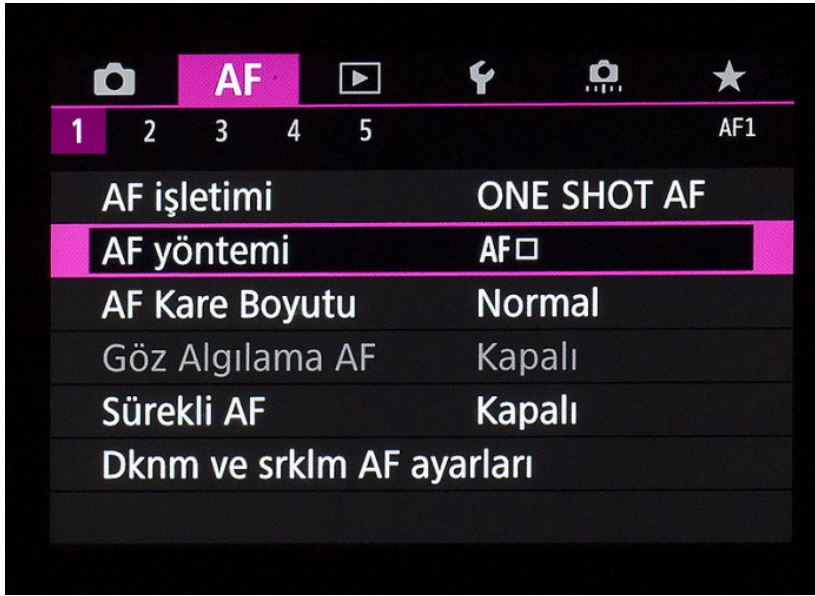 AF
1 2 3 4 5 AF1
AF işletimi ONE SHOT AF
AF yöntemi AF
AF Kare Boyutu Normal
Göz Algılama AF Kapalı
Sürekli AF Kapalı
Dknm ve srklm AF ayarları